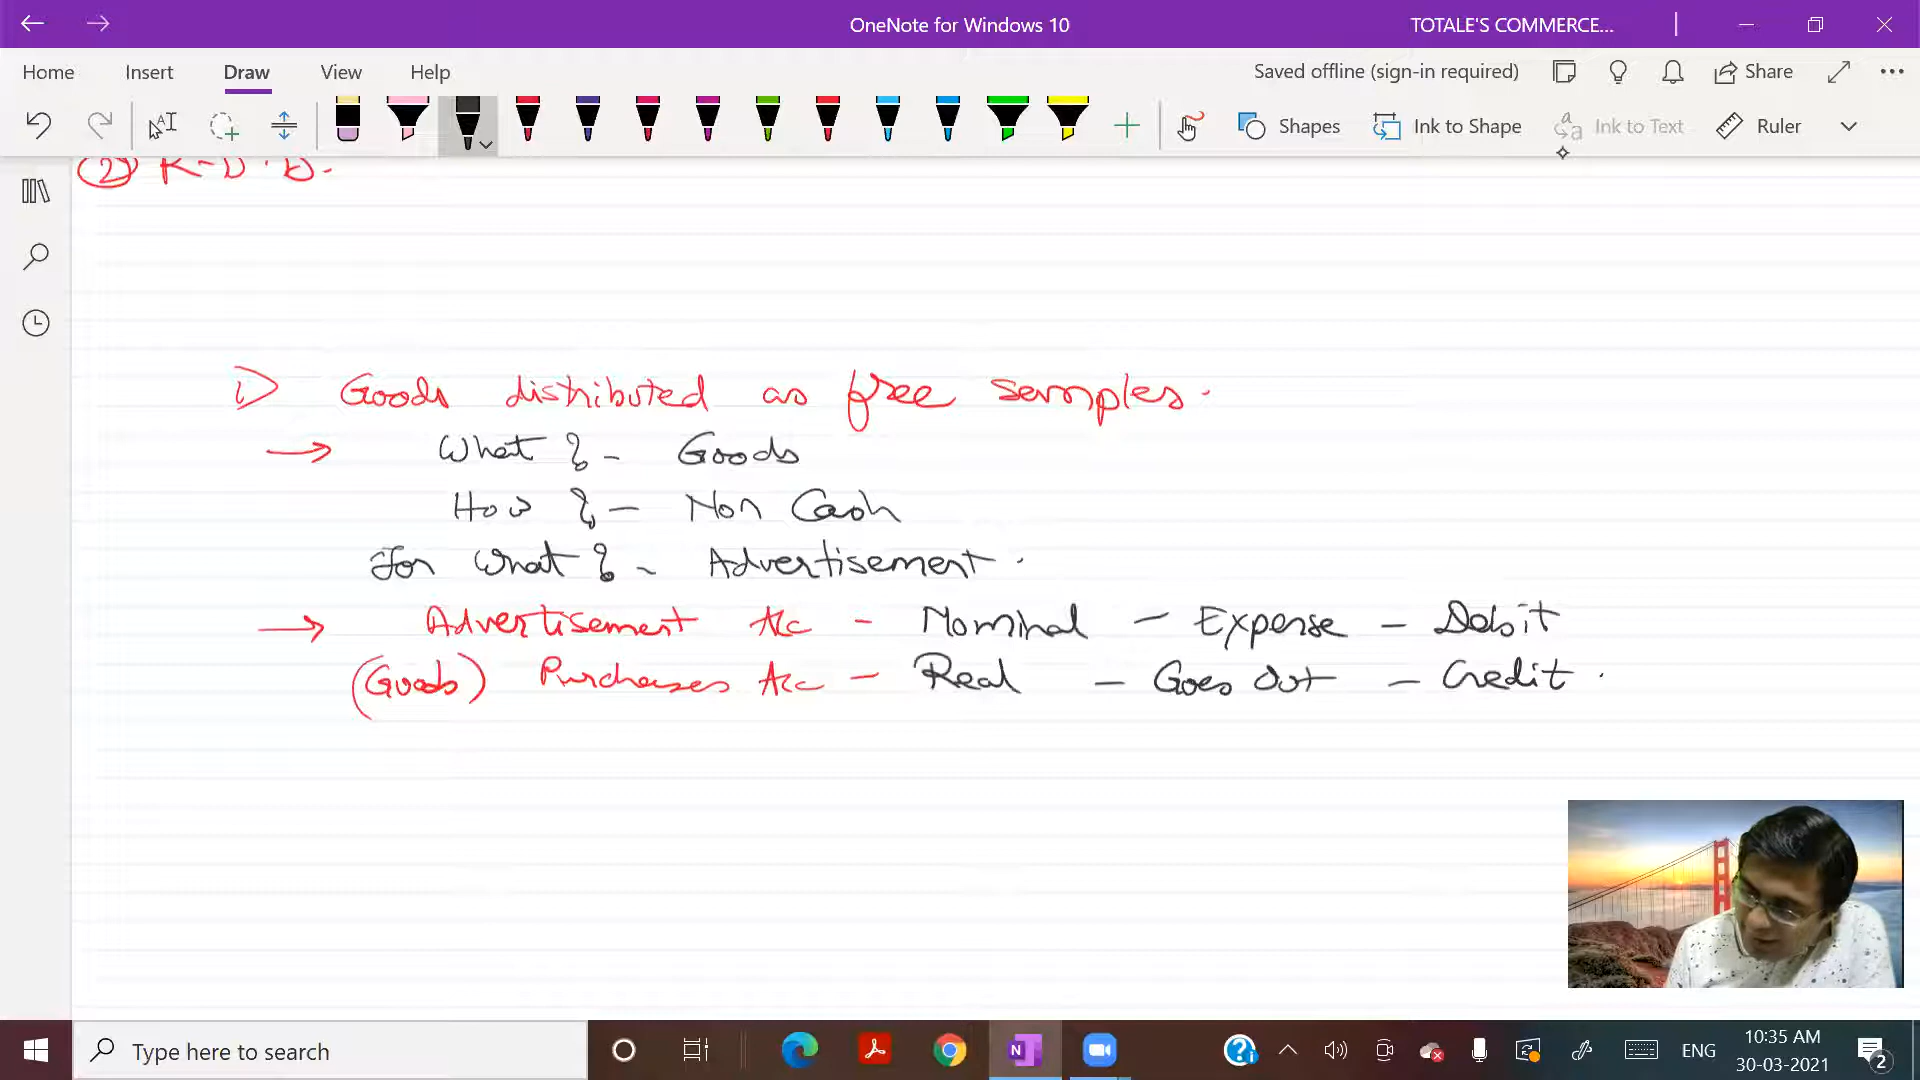 OneNote for Windows 10
TOTALE'S COMMERCE...
Home Insert Draw View Help
Saved offline (sign-in required) Share
Shapes Ink to Shape Ink to Text Ruler
(2) R-D.D.
1) Goods distributed as free samples.
→ What? - Goods
How? - Non Cash
For What? - Advertisement.
→ Advertisement A/c - Nominal - Expense - Debit
(Goods) Purchases A/c - Real - Goes Out - Credit.
Type here to search
ENG
10:35 AM
30-03-2021
2